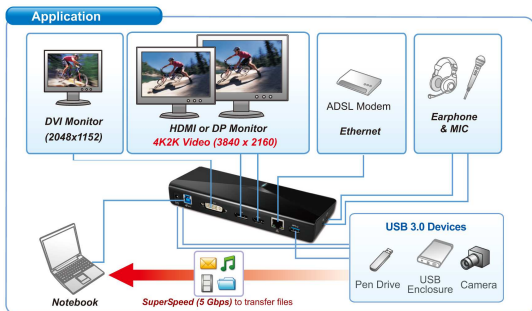 Application
DVI Monitor
(2048x1152)
HDMI or DP Monitor
4K2K Video (3840 x 2160)
ADSL Modem
Ethernet
Earphone
& MIC
USB 3.0 Devices
Pen Drive
USB
Enclosure
Camera
Notebook
SuperSpeed (5 Gbps) to transfer files